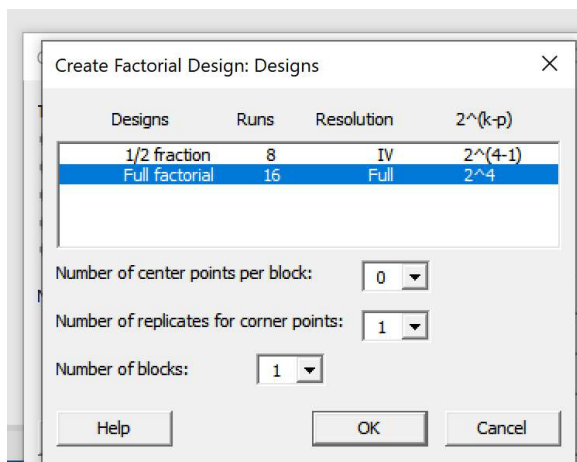 Create Factorial Design: Designs
Designs Runs Resolution 2^(k-p)
1/2 fraction 8 IV 2^(4-1)
Full factorial 16 Full 2^4
Number of center points per block: 0
Number of replicates for corner points: 1
Number of blocks: 1
Help OK Cancel